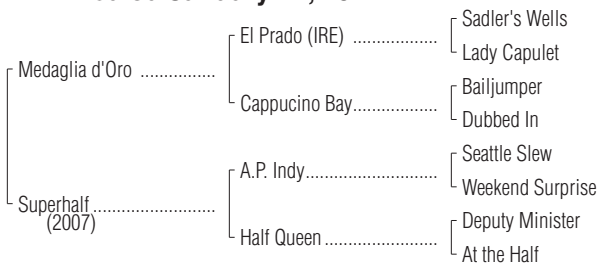 Sadler's Wells
El Prado (IRE) ...................
Lady Capulet
Medaglia d'Oro ................
Bailjumper
Cappucino Bay...................
Dubbed In
Seattle Slew
A.P. Indy..............................
Weekend Surprise
Superhalf ...........................
(2007)
Deputy Minister
Half Queen .........................
At the Half